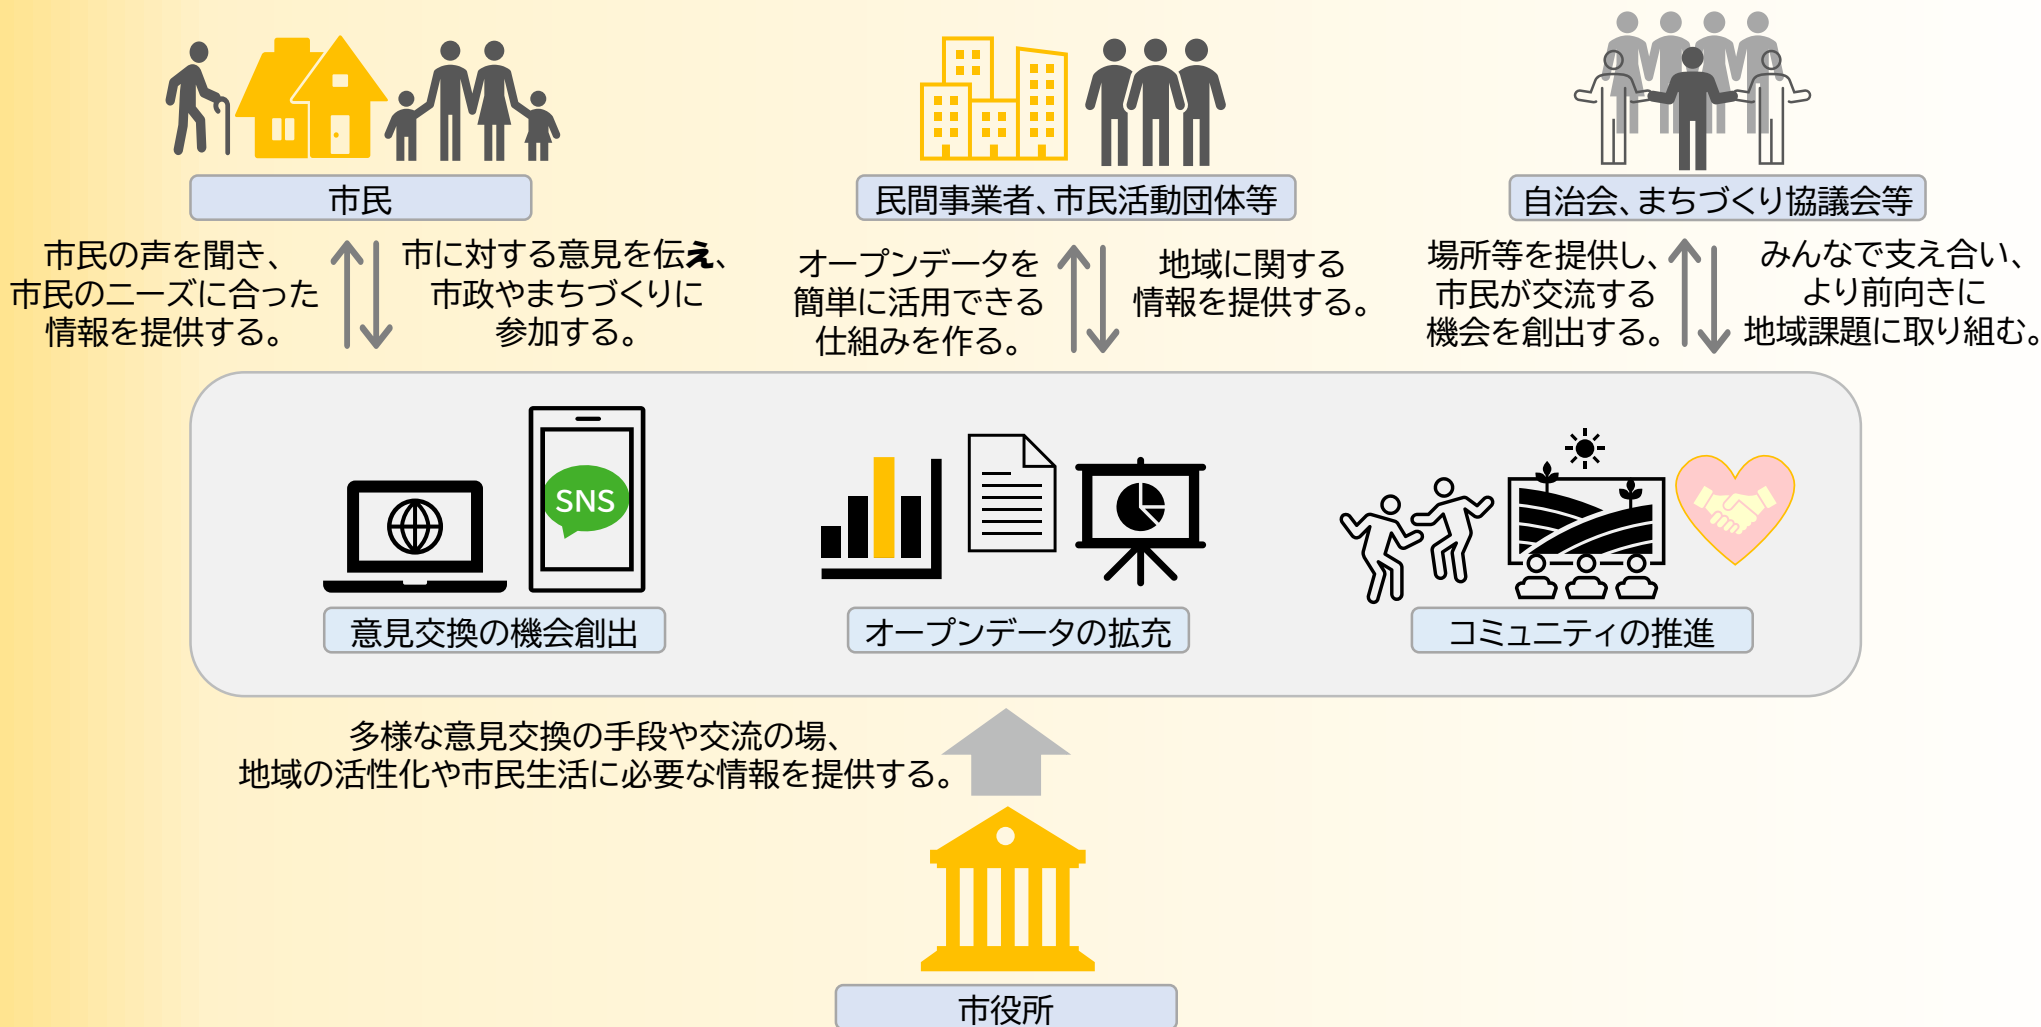 市民
民間事業者、市民活動団体等
自治会、まちづくり協議会等
市民の声を聞き、
市民のニーズに合った
情報を提供する。
市に対する意見を伝え、
市政やまちづくりに
参加する。
オープンデータを
簡単に活用できる
仕組みを作る。
地域に関する
情報を提供する。
場所等を提供し、
市民が交流する
機会を創出する。
みんなで支え合い、
より前向きに
地域課題に取り組む。
SNS
意見交換の機会創出
オープンデータの拡充
コミュニティの推進
多様な意見交換の手段や交流の場、
地域の活性化や市民生活に必要な情報を提供する。
市役所